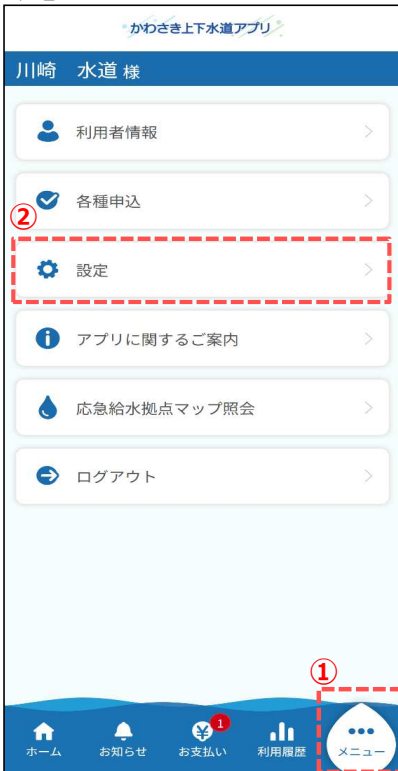 かわさき上下水道アプリ
川崎 水道 様
利用者情報
各種申込
②
設定
アプリに関するご案内
応急給水拠点マップ照会
ログアウト
①
1
ホーム お知らせ お支払い 利用履歴 メニュー